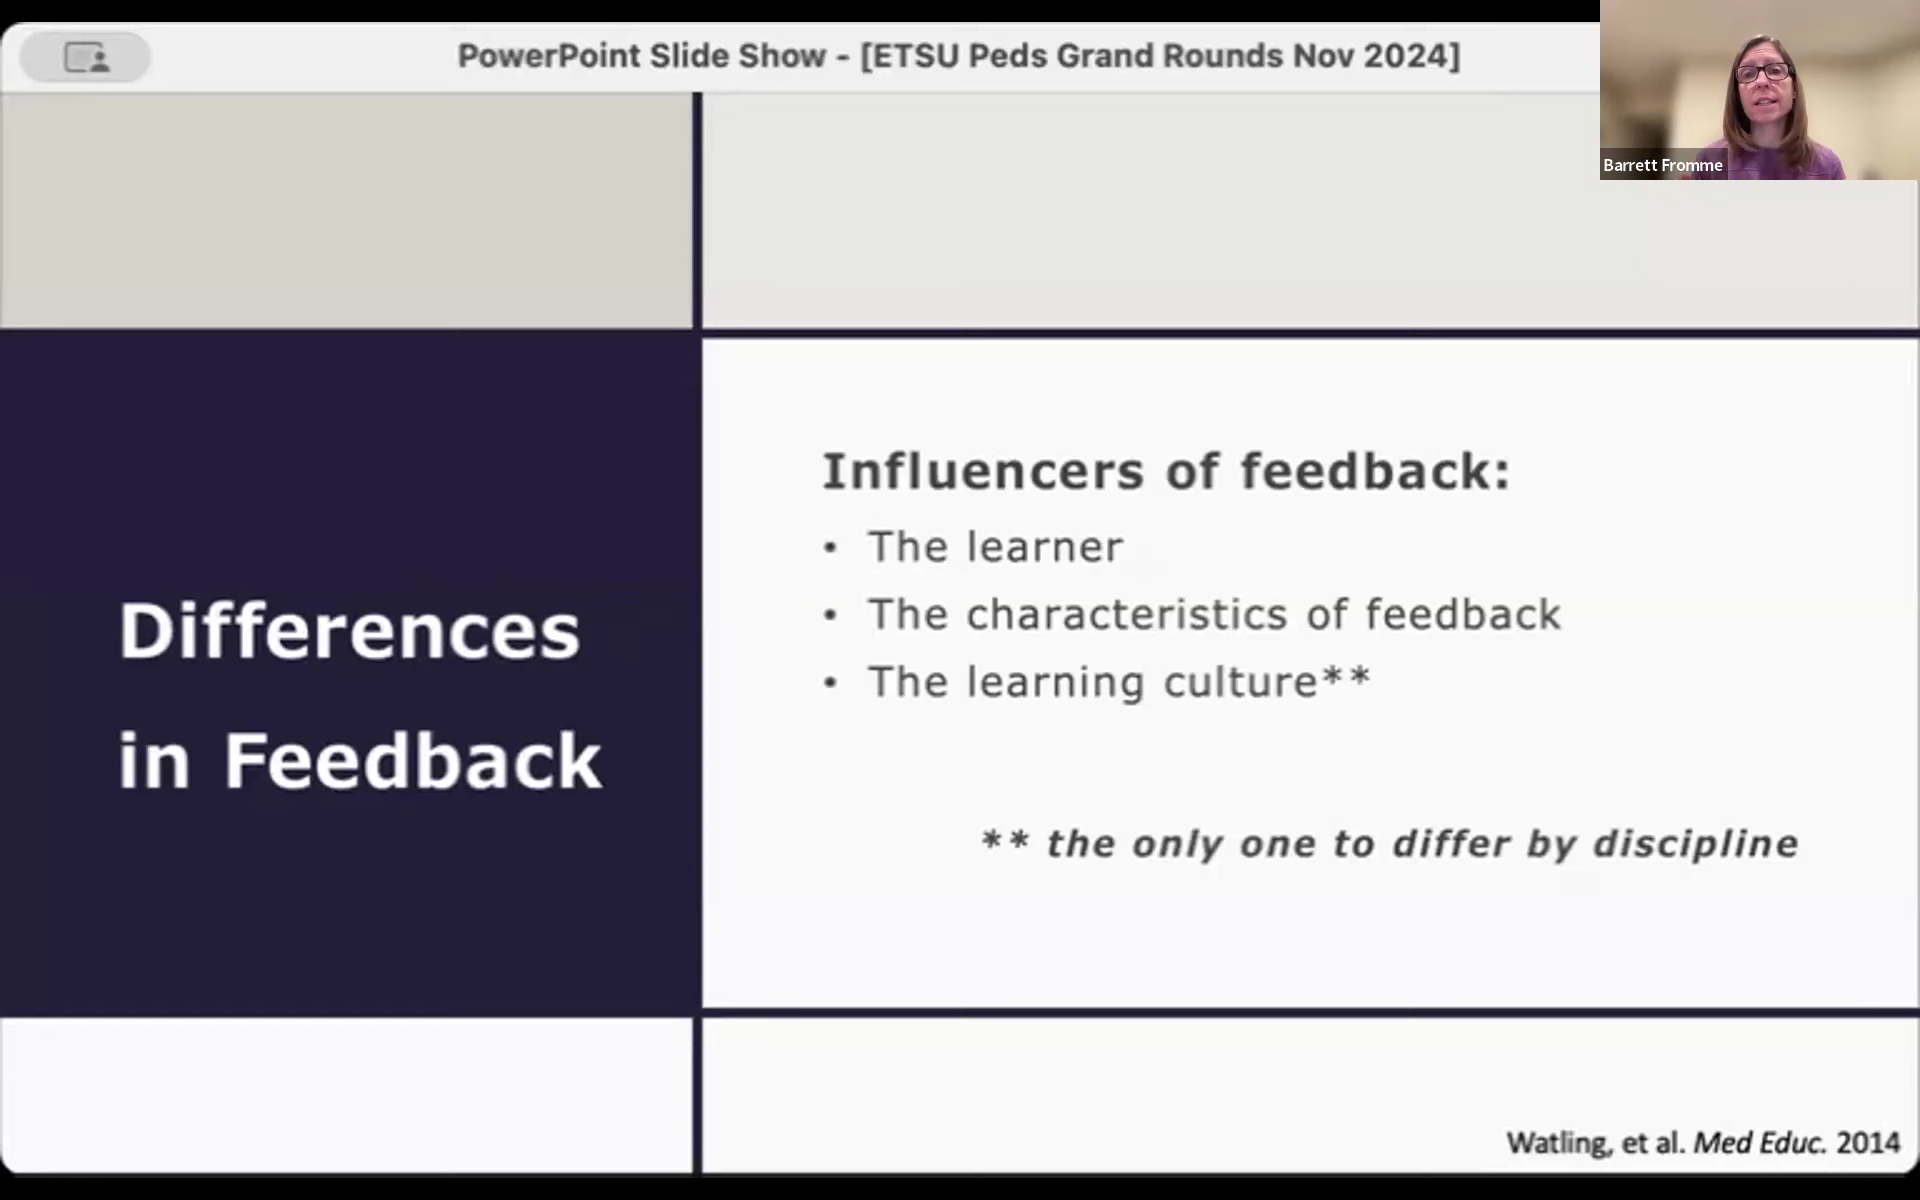 PowerPoint Slide Show - [ETSU Peds Grand Rounds Nov 2024]
Barrett Fromme
Differences
in Feedback
Influencers of feedback:
• The learner
• The characteristics of feedback
• The learning culture**
** the only one to differ by discipline
Watling, et al. Med Educ. 2014